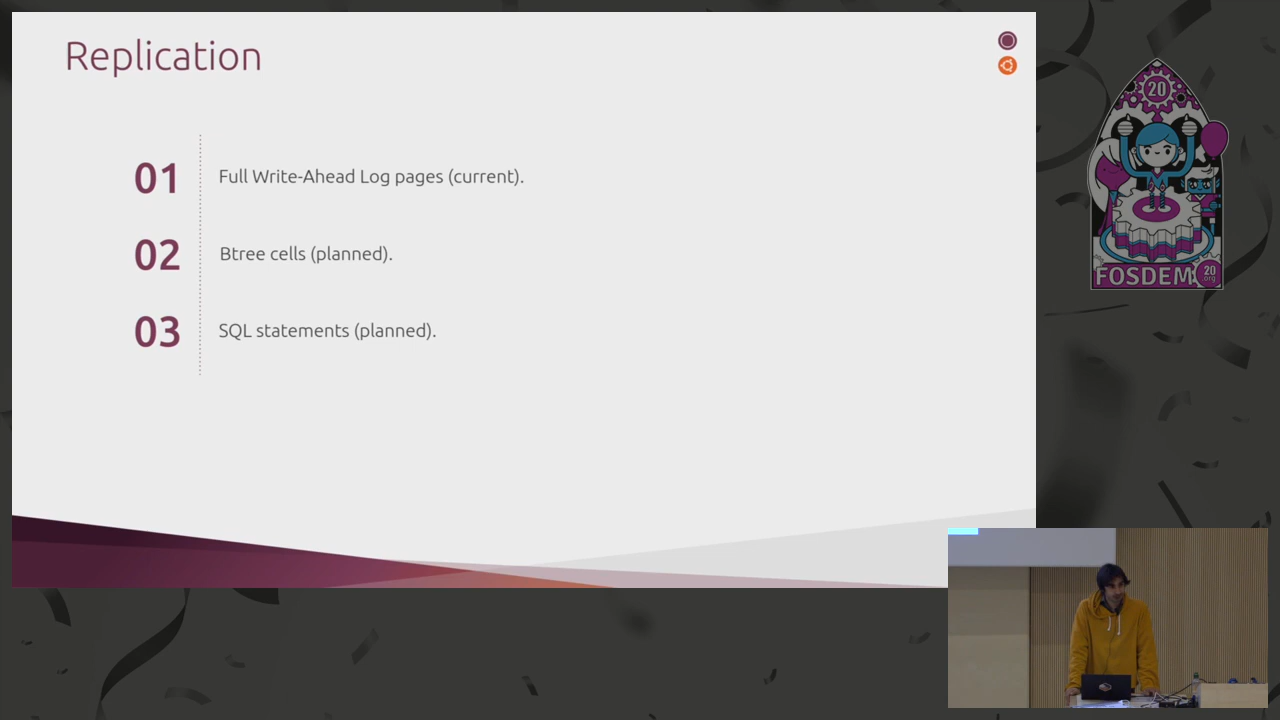 Replication
01 Full Write-Ahead Log pages (current).
02 Btree cells (planned).
03 SQL statements (planned).
20
FOSDEM 20
.org